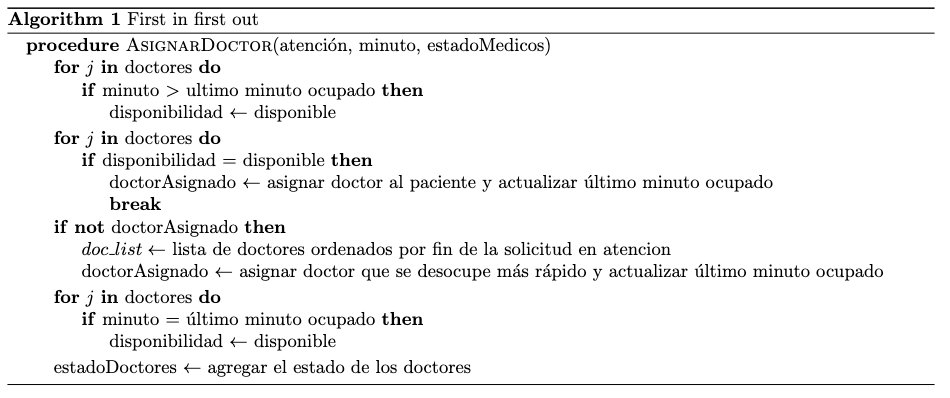 Algorithm 1 First in first out
procedure AsignarDoctor(atención, minuto, estadoMedicos)
for j in doctores do
if minuto > ultimo minuto ocupado then
disponibilidad ← disponible
for j in doctores do
if disponibilidad = disponible then
doctorAsignado ← asignar doctor al paciente y actualizar último minuto ocupado
break
if not doctorAsignado then
doc_list ← lista de doctores ordenados por fin de la solicitud en atencion
doctorAsignado ← asignar doctor que se desocupe más rápido y actualizar último minuto ocupado
for j in doctores do
if minuto = último minuto ocupado then
disponibilidad ← disponible
estadoDoctores ← agregar el estado de los doctores